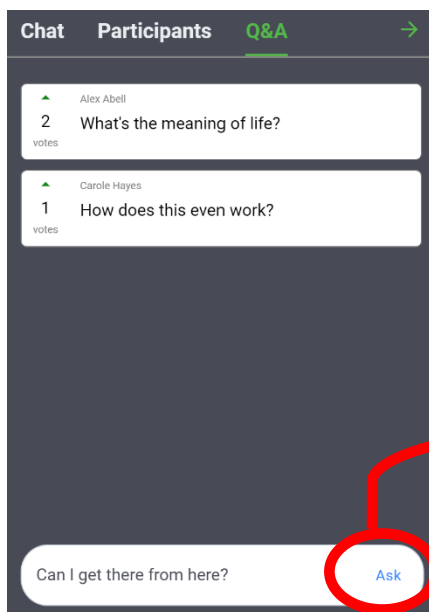 Chat Participants Q&A
Alex Abell
2 What's the meaning of life?
votes
Carole Hayes
1 How does this even work?
votes
Can I get there from here? Ask